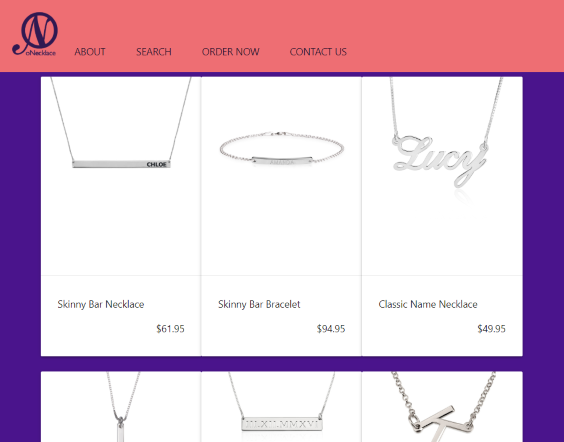 oNecklace
ABOUT SEARCH ORDER NOW CONTACT US
CHLOE
Lucy
Skinny Bar Necklace Skinny Bar Bracelet Classic Name Necklace
$61.95 $94.95 $49.95
MMXVI
K